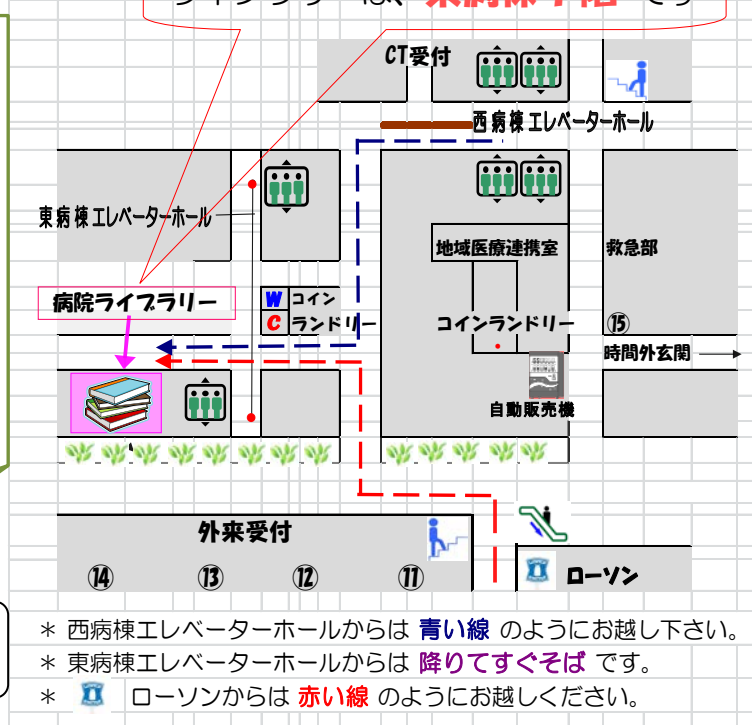 CT受付
西病棟エレベーターホール
東病棟エレベーターホール
地域医療連携室
救急部
病院ライブラリー
W コイン
C ランドリー
コインランドリー
⑮
時間外玄関
自動販売機
外来受付
⑭ ⑬ ⑫ ⑪
ローソン
＊ 西病棟エレベーターホールからは 青い線 のようにお越し下さい。
＊ 東病棟エレベーターホールからは 降りてすぐそば です。
＊ ローソンからは 赤い線 のようにお越しください。